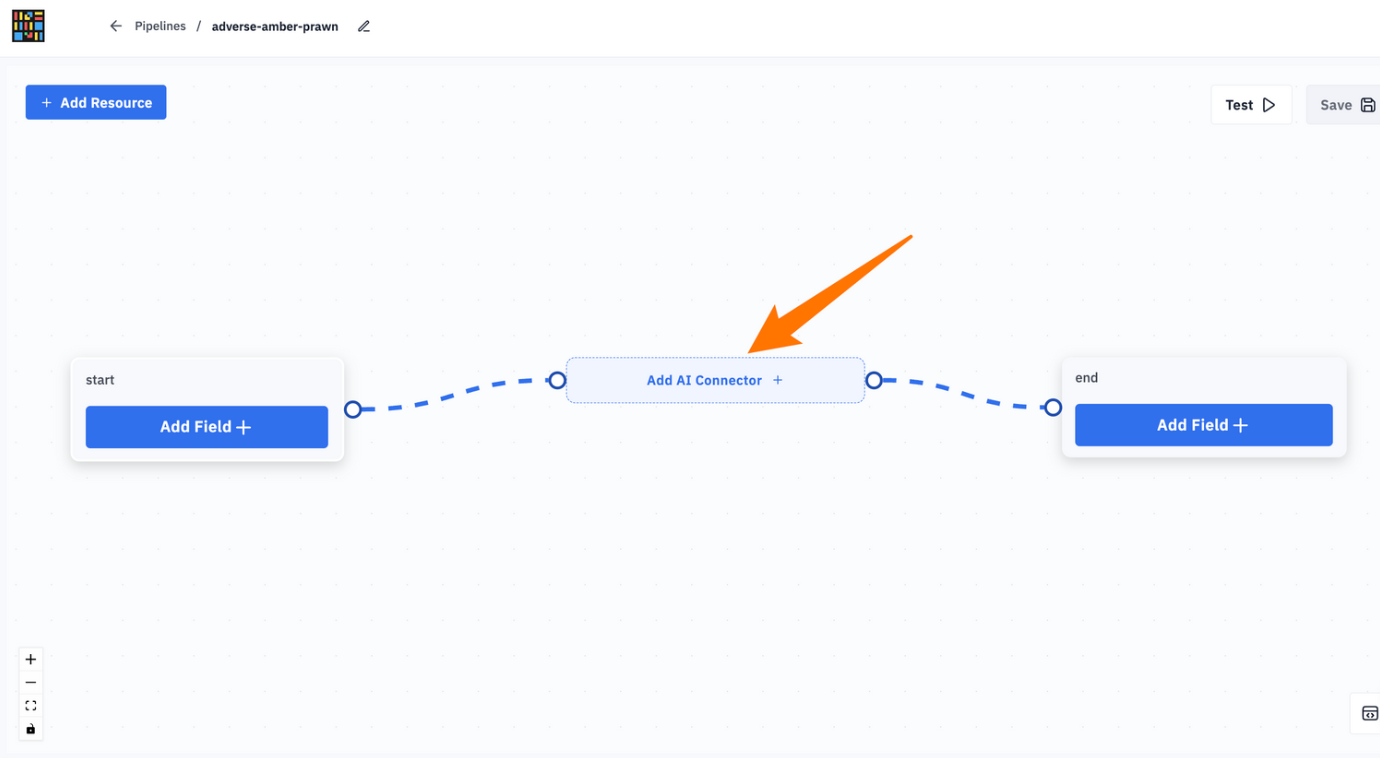 Pipelines / adverse-amber-prawn
+ Add Resource
Test
Save
start
Add Field +
Add AI Connector +
end
Add Field +